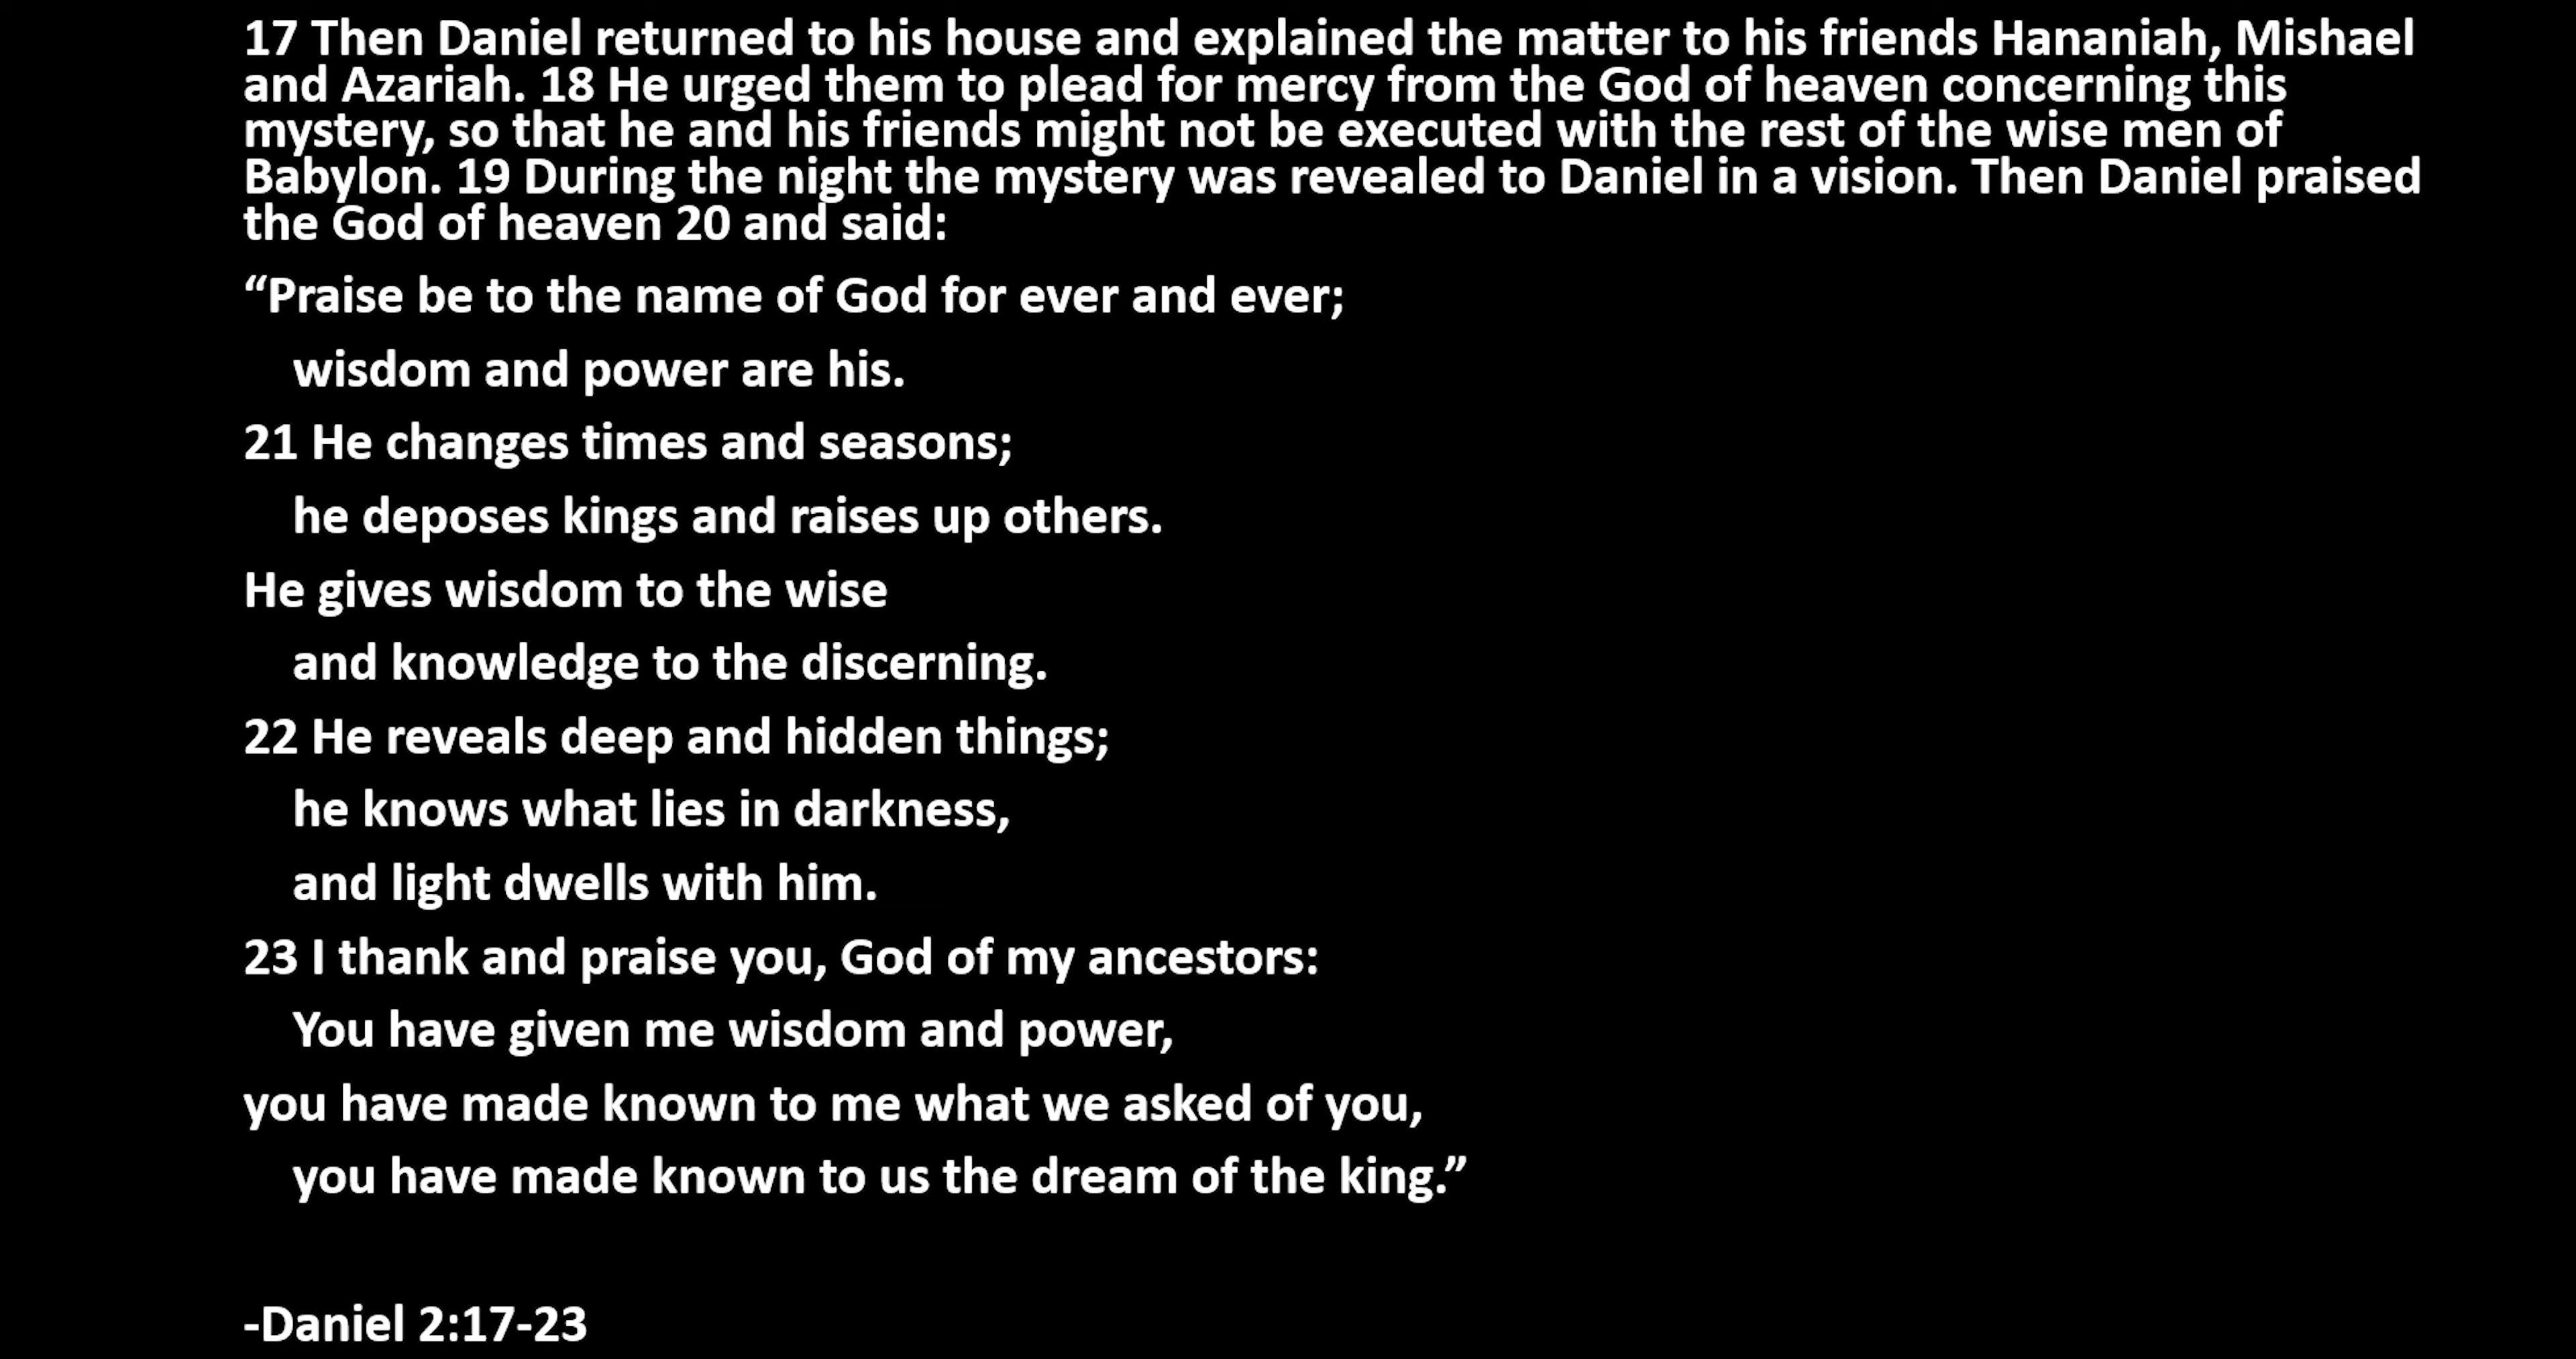 17 Then Daniel returned to his house and explained the matter to his friends Hananiah, Mishael
and Azariah. 18 He urged them to plead for mercy from the God of heaven concerning this
mystery, so that he and his friends might not be executed with the rest of the wise men of
Babylon. 19 During the night the mystery was revealed to Daniel in a vision. Then Daniel praised
the God of heaven 20 and said:
“Praise be to the name of God for ever and ever;
wisdom and power are his.
21 He changes times and seasons;
he deposes kings and raises up others.
He gives wisdom to the wise
and knowledge to the discerning.
22 He reveals deep and hidden things;
he knows what lies in darkness,
and light dwells with him.
23 I thank and praise you, God of my ancestors:
You have given me wisdom and power,
you have made known to me what we asked of you,
you have made known to us the dream of the king.”
-Daniel 2:17-23